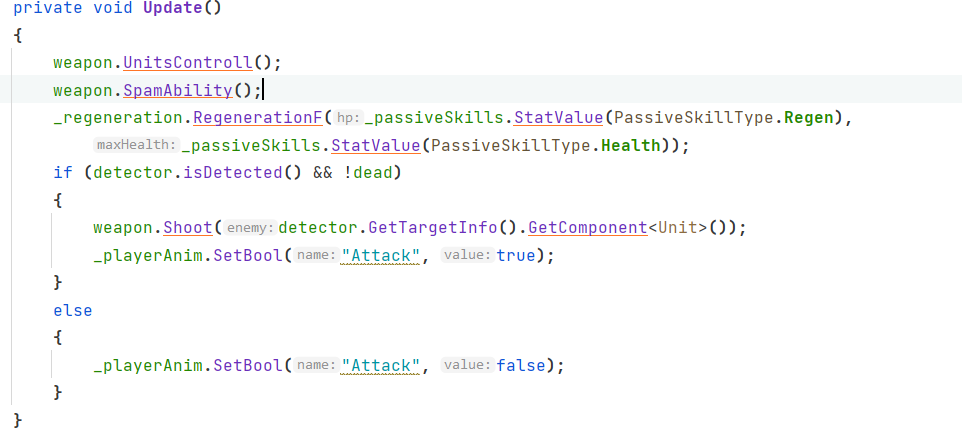 private void Update()
{
weapon.UnitsControll();
weapon.SpamAbility();
_regeneration.RegenerationF(hp: _passiveSkills.StatValue(PassiveSkillType.Regen),
maxHealth: _passiveSkills.StatValue(PassiveSkillType.Health));
if (detector.isDetected() && !dead)
{
weapon.Shoot(enemy: detector.GetTargetInfo().GetComponent<Unit>());
_playerAnim.SetBool(name: "Attack", value: true);
}
else
{
_playerAnim.SetBool(name: "Attack", value: false);
}
}